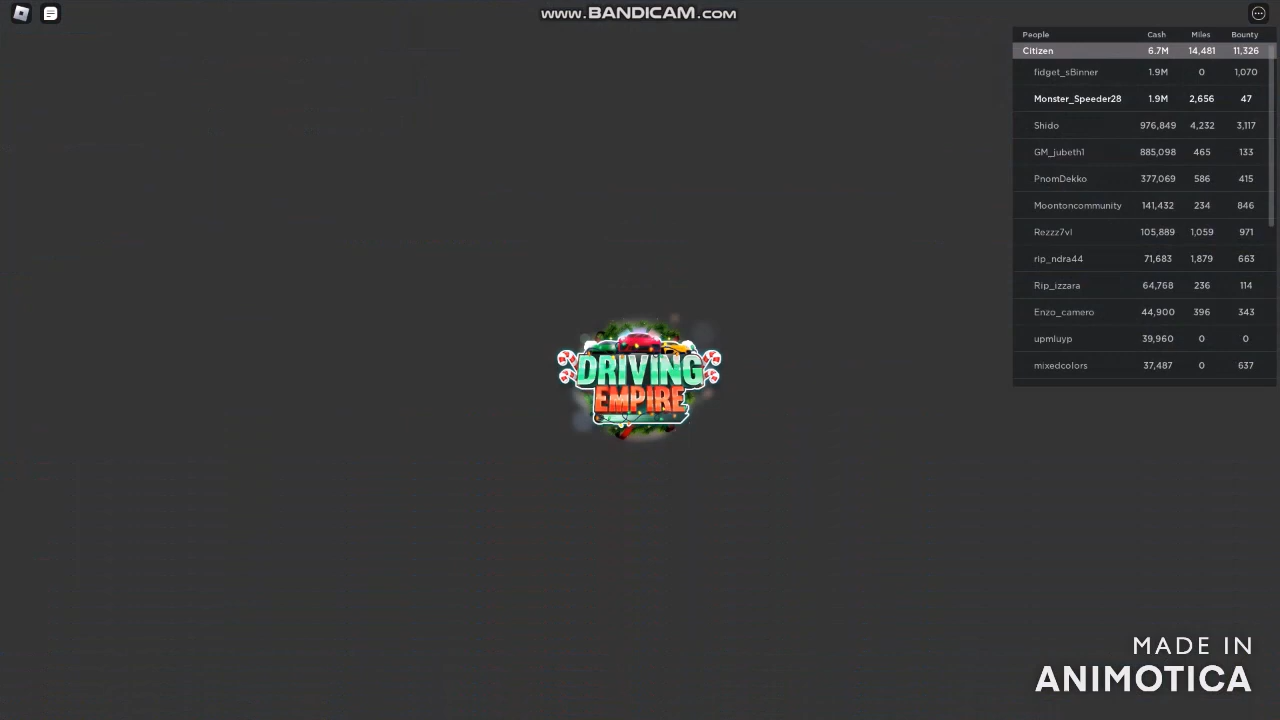 www.BANDICAM.com
People Cash Miles Bounty
Citizen 6.7M 14,481 11,326
fidget_sBinner 1.9M 0 1,070
Monster_Speeder28 1.9M 2,656 47
Shido 976,849 4,232 3,117
GM_jubeth1 885,098 465 133
PnomDekko 377,069 586 415
Moontoncommunity 141,432 234 846
Rezzz7vl 105,889 1,059 971
rip_ndra44 71,683 1,879 663
Rip_izzara 64,768 236 114
Enzo_camero 44,900 396 343
upmluyp 39,960 0 0
mixedcolors 37,487 0 637
DRIVING
EMPIRE
MADE IN
ANIMOTICA